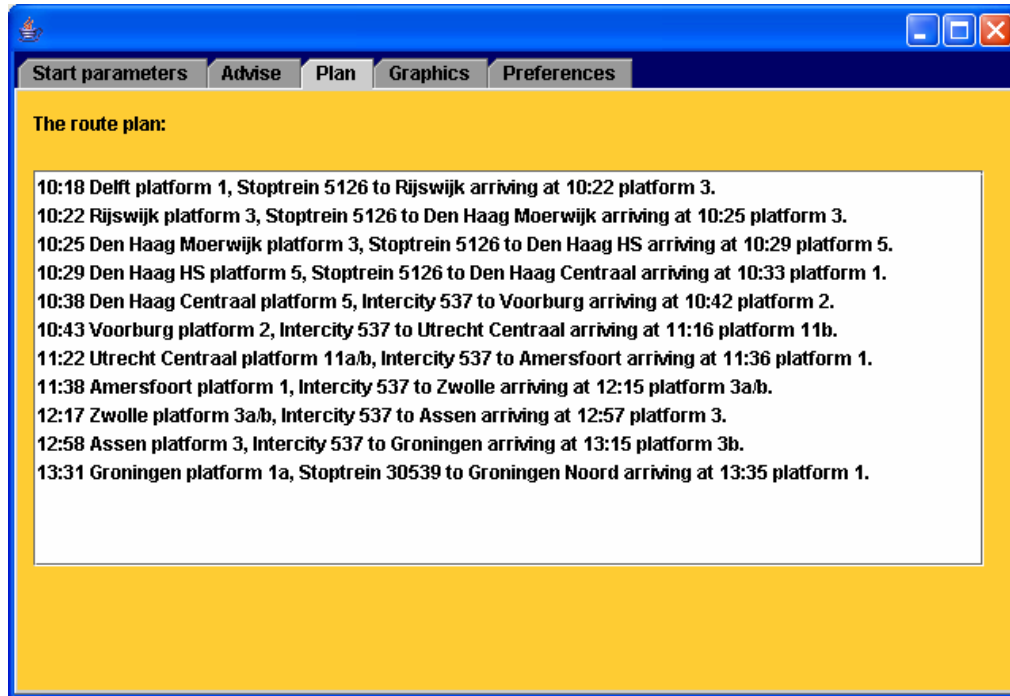 Start parameters Advise Plan Graphics Preferences
The route plan:
10:18 Delft platform 1, Stoptrein 5126 to Rijswijk arriving at 10:22 platform 3.
10:22 Rijswijk platform 3, Stoptrein 5126 to Den Haag Moerwijk arriving at 10:25 platform 3.
10:25 Den Haag Moerwijk platform 3, Stoptrein 5126 to Den Haag HS arriving at 10:29 platform 5.
10:29 Den Haag HS platform 5, Stoptrein 5126 to Den Haag Centraal arriving at 10:33 platform 1.
10:38 Den Haag Centraal platform 5, Intercity 537 to Voorburg arriving at 10:42 platform 2.
10:43 Voorburg platform 2, Intercity 537 to Utrecht Centraal arriving at 11:16 platform 11b.
11:22 Utrecht Centraal platform 11a/b, Intercity 537 to Amersfoort arriving at 11:36 platform 1.
11:38 Amersfoort platform 1, Intercity 537 to Zwolle arriving at 12:15 platform 3a/b.
12:17 Zwolle platform 3a/b, Intercity 537 to Assen arriving at 12:57 platform 3.
12:58 Assen platform 3, Intercity 537 to Groningen arriving at 13:15 platform 3b.
13:31 Groningen platform 1a, Stoptrein 30539 to Groningen Noord arriving at 13:35 platform 1.